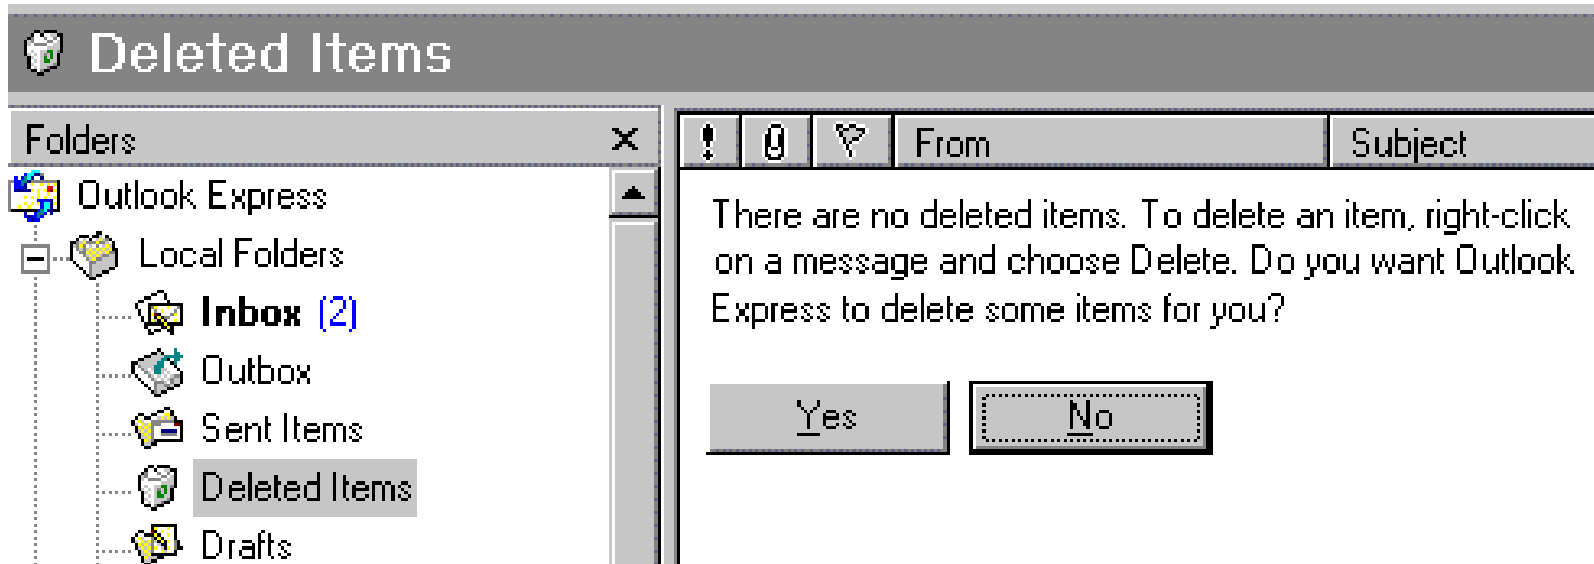 Deleted Items
Folders
Outlook Express
Local Folders
Inbox (2)
Outbox
Sent Items
Deleted Items
Drafts
From Subject
There are no deleted items. To delete an item, right-click
on a message and choose Delete. Do you want Outlook
Express to delete some items for you?
Yes No